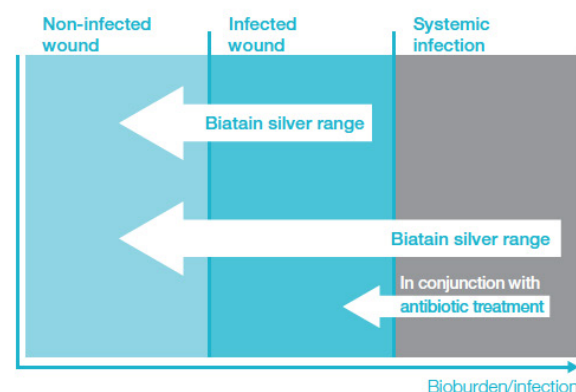 Non-infected
wound
Infected
wound
Systemic
infection
Biatain silver range
Biatain silver range
In conjunction with
antibiotic treatment
Bioburden/infection